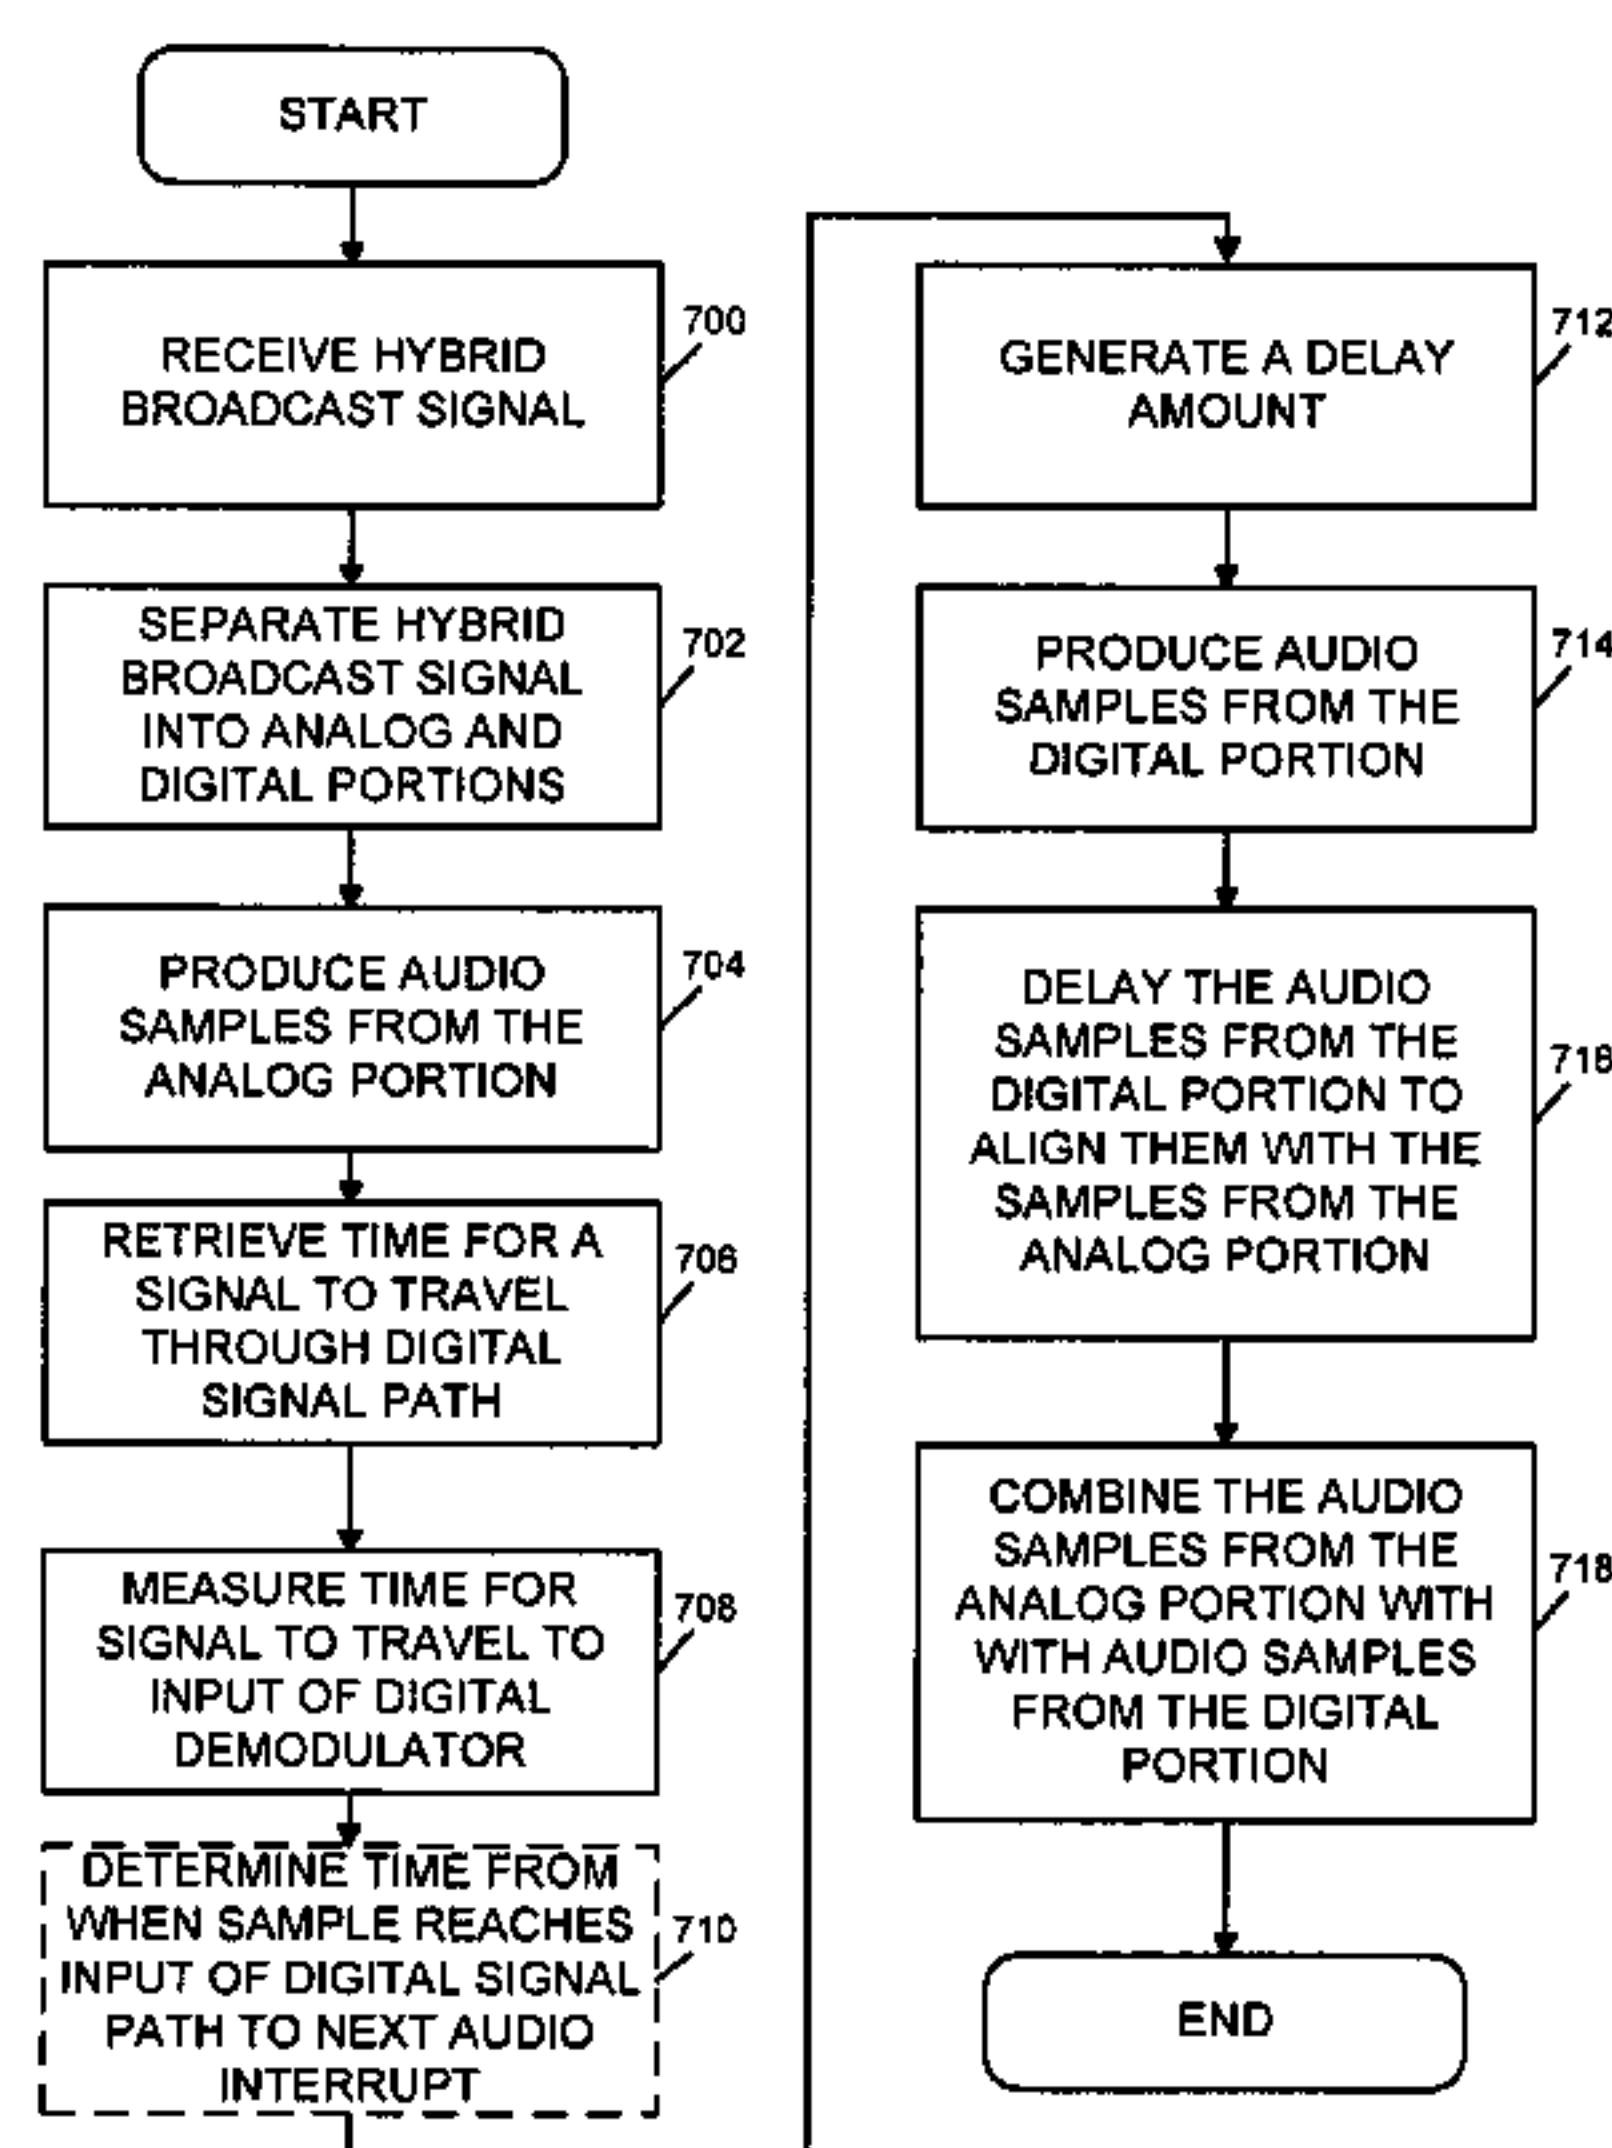 START
RECEIVE HYBRID
BROADCAST SIGNAL
700
SEPARATE HYBRID
BROADCAST SIGNAL
INTO ANALOG AND
DIGITAL PORTIONS
702
PRODUCE AUDIO
SAMPLES FROM THE
ANALOG PORTION
704
RETRIEVE TIME FOR A
SIGNAL TO TRAVEL
THROUGH DIGITAL
SIGNAL PATH
706
MEASURE TIME FOR
SIGNAL TO TRAVEL TO
INPUT OF DIGITAL
DEMODULATOR
708
DETERMINE TIME FROM
WHEN SAMPLE REACHES
INPUT OF DIGITAL SIGNAL
PATH TO NEXT AUDIO
INTERRUPT
710
GENERATE A DELAY
AMOUNT
712
PRODUCE AUDIO
SAMPLES FROM THE
DIGITAL PORTION
714
DELAY THE AUDIO
SAMPLES FROM THE
DIGITAL PORTION TO
ALIGN THEM WITH THE
SAMPLES FROM THE
ANALOG PORTION
716
COMBINE THE AUDIO
SAMPLES FROM THE
ANALOG PORTION WITH
WITH AUDIO SAMPLES
FROM THE DIGITAL
PORTION
718
END